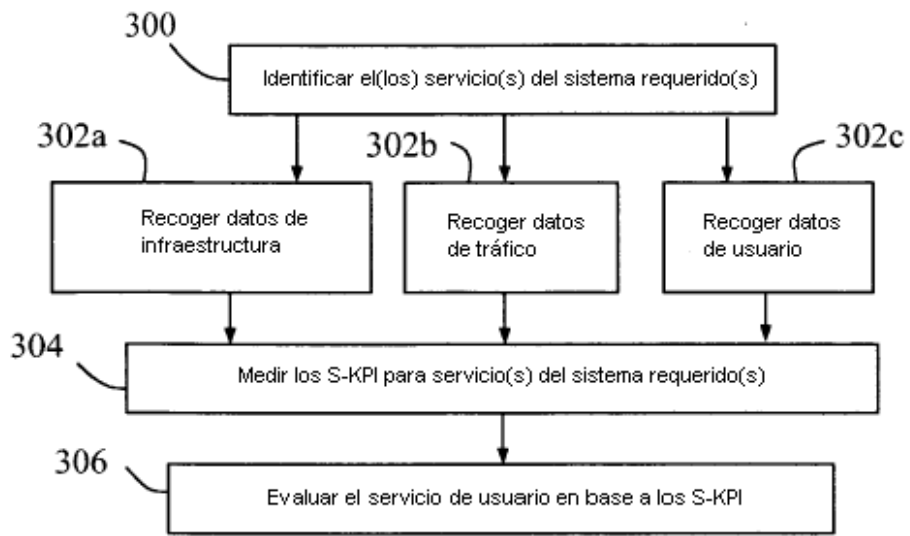 300
Identificar el(los) servicio(s) del sistema requerido(s)
302a
302b
302c
Recoger datos de
infraestructura
Recoger datos
de tráfico
Recoger datos
de usuario
304
Medir los S-KPI para servicio(s) del sistema requerido(s)
306
Evaluar el servicio de usuario en base a los S-KPI